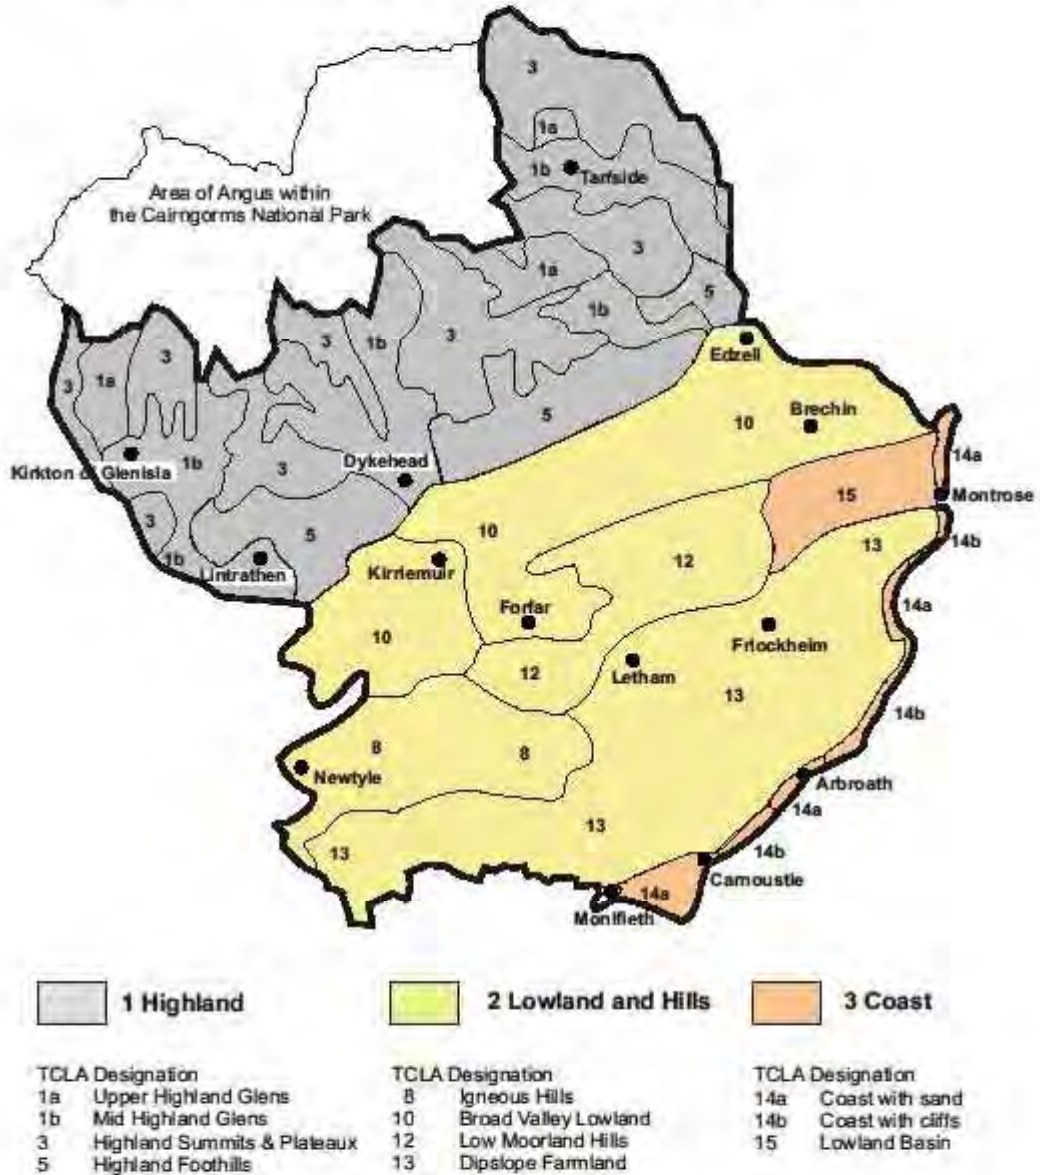 3
1a
1b
Tarfside
Area of Angus within
the Cairngorms National Park
3
1a
5
3
1b
1b
3
3
3
1a
Edzell
10
Brechin
5
14a
Kirkton of Glenisla
1b
3
Dykehead
15
Montrose
3
5
10
13
14b
1b
Lintrathen
Kirriemuir
12
14a
Forfar
10
Friockheim
12
Letham
13
14b
8
8
Newtyle
Arbroath
14a
13
13
14b
Carnoustie
14a
Monifieth
1 Highland
2 Lowland and Hills
3 Coast
TCLA Designation
1a Upper Highland Glens
1b Mid Highland Glens
3 Highland Summits & Plateaux
5 Highland Foothills
TCLA Designation
8 Igneous Hills
10 Broad Valley Lowland
12 Low Moorland Hills
13 Dipslope Farmland
TCLA Designation
14a Coast with sand
14b Coast with cliffs
15 Lowland Basin